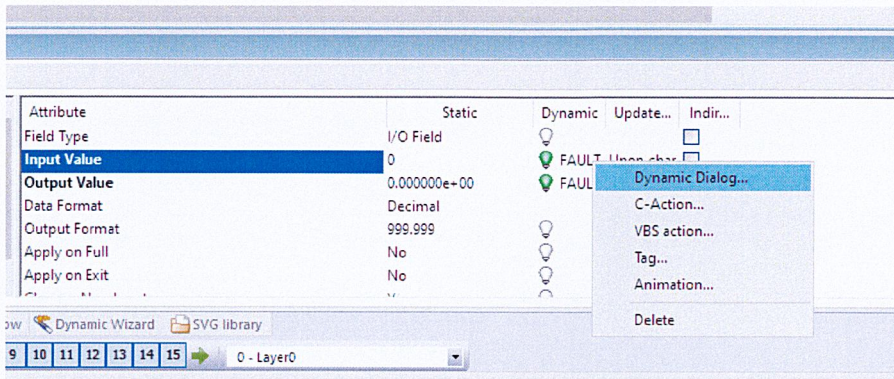 Attribute Static Dynamic Update... Indir...
Field Type I/O Field
Input Value 0 FAULT Upon char
Output Value 0.000000e+00 FAUL
Data Format Decimal
Output Format 999.999
Apply on Full No
Apply on Exit No
Dynamic Dialog...
C-Action...
VBS action...
Tag...
Animation...
Delete
ow Dynamic Wizard SVG library
9 10 11 12 13 14 15 0 - Layer0